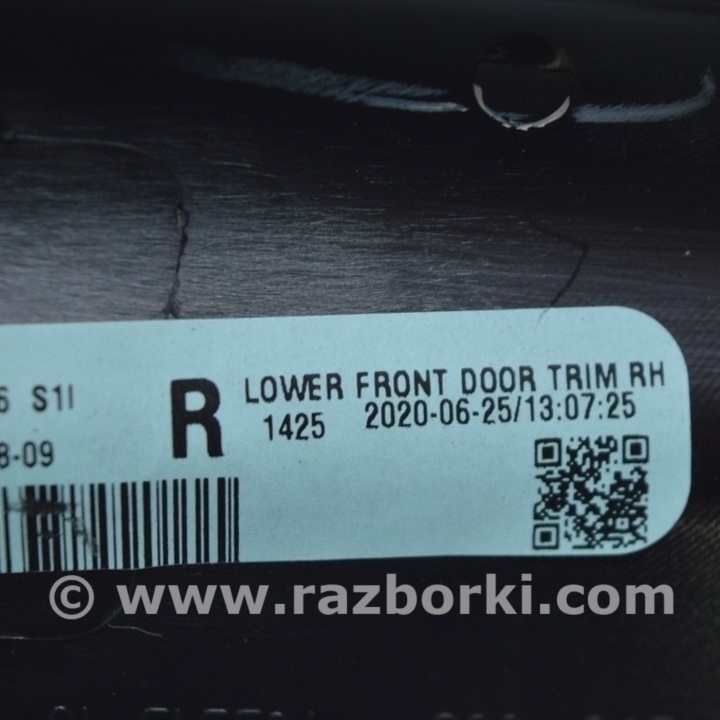 6 S1I
8-09
R
LOWER FRONT DOOR TRIM RH
1425 2020-06-25/13:07:25
© www.razborki.com